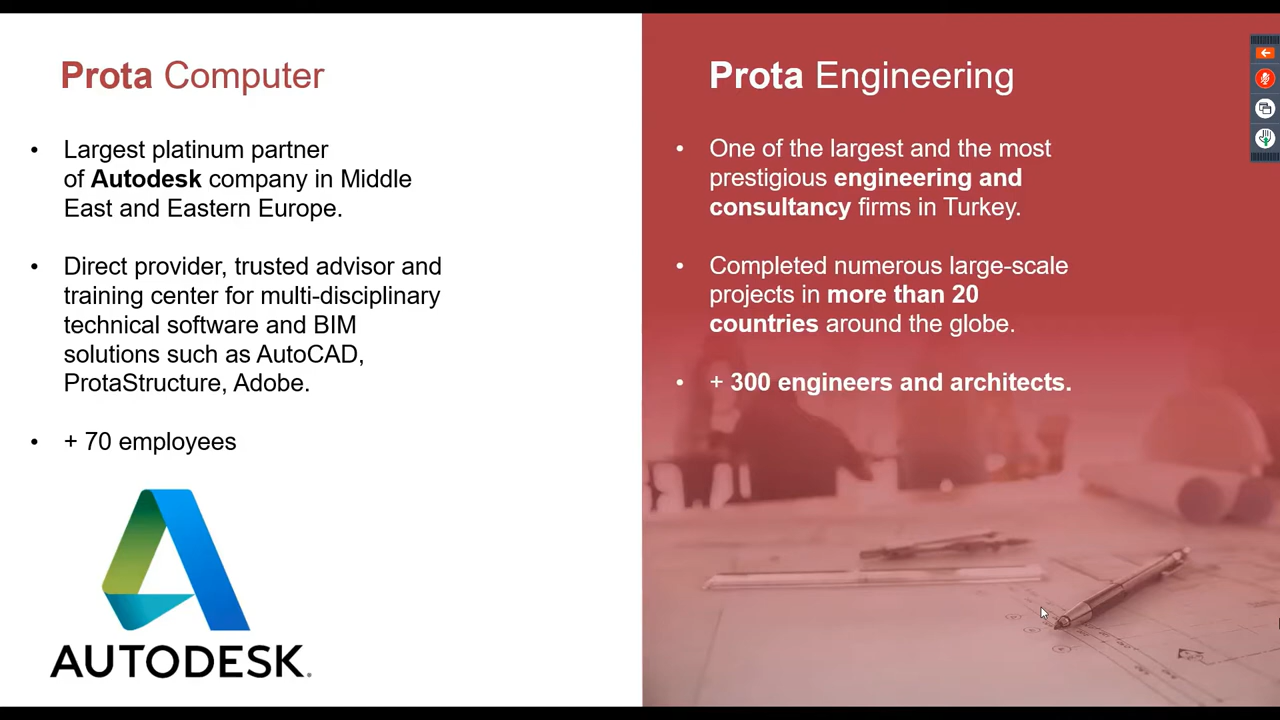 Prota Computer
• Largest platinum partner
of Autodesk company in Middle
East and Eastern Europe.
• Direct provider, trusted advisor and
training center for multi-disciplinary
technical software and BIM
solutions such as AutoCAD,
ProtaStructure, Adobe.
• + 70 employees
AUTODESK.
Prota Engineering
• One of the largest and the most
prestigious engineering and
consultancy firms in Turkey.
• Completed numerous large-scale
projects in more than 20
countries around the globe.
• + 300 engineers and architects.